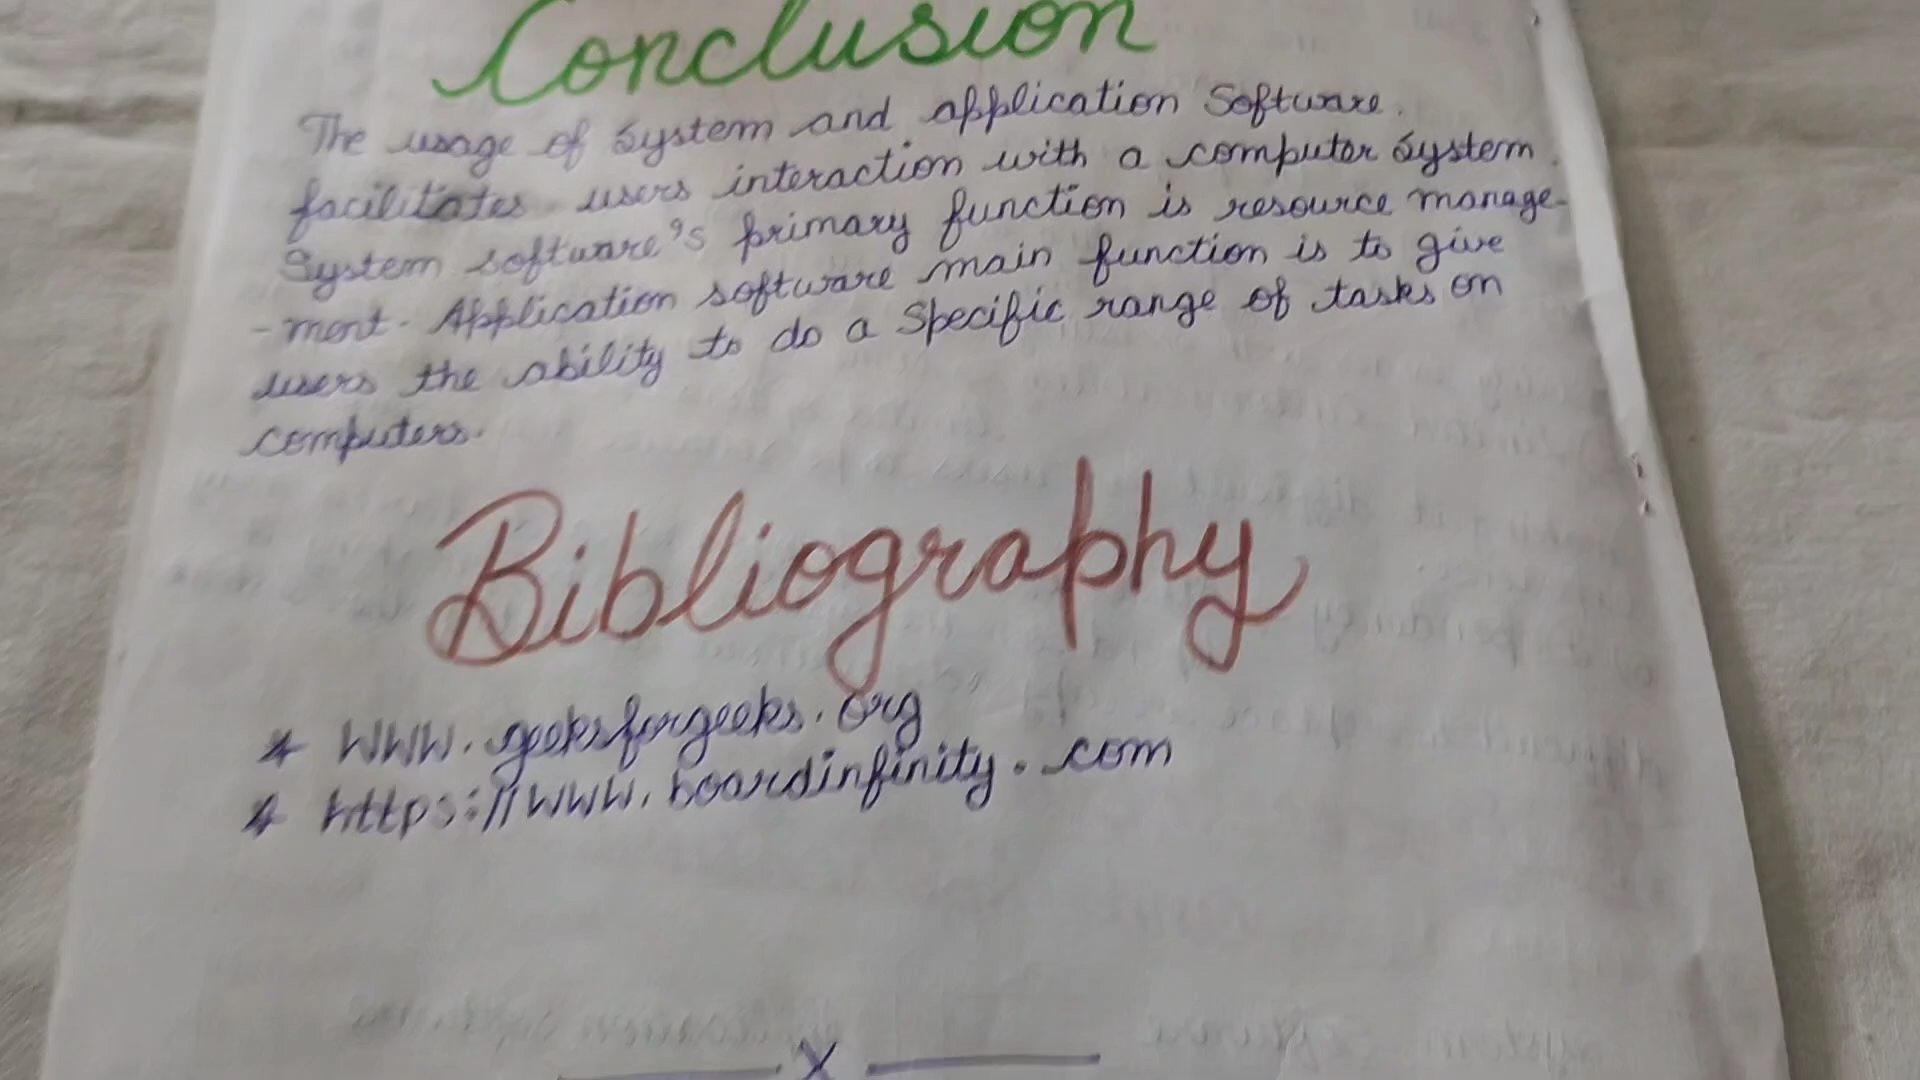 Conclusion
The usage of System and application Software.
facilitates users interaction with a computer System.
System software's primary function is resource manage-
-ment. Application software main function is to give
users the ability to do a Specific range of tasks on
computers.
Bibliography
* WWW.geeksforgeeks.org
* https://WWW.boardinfinity.com
X